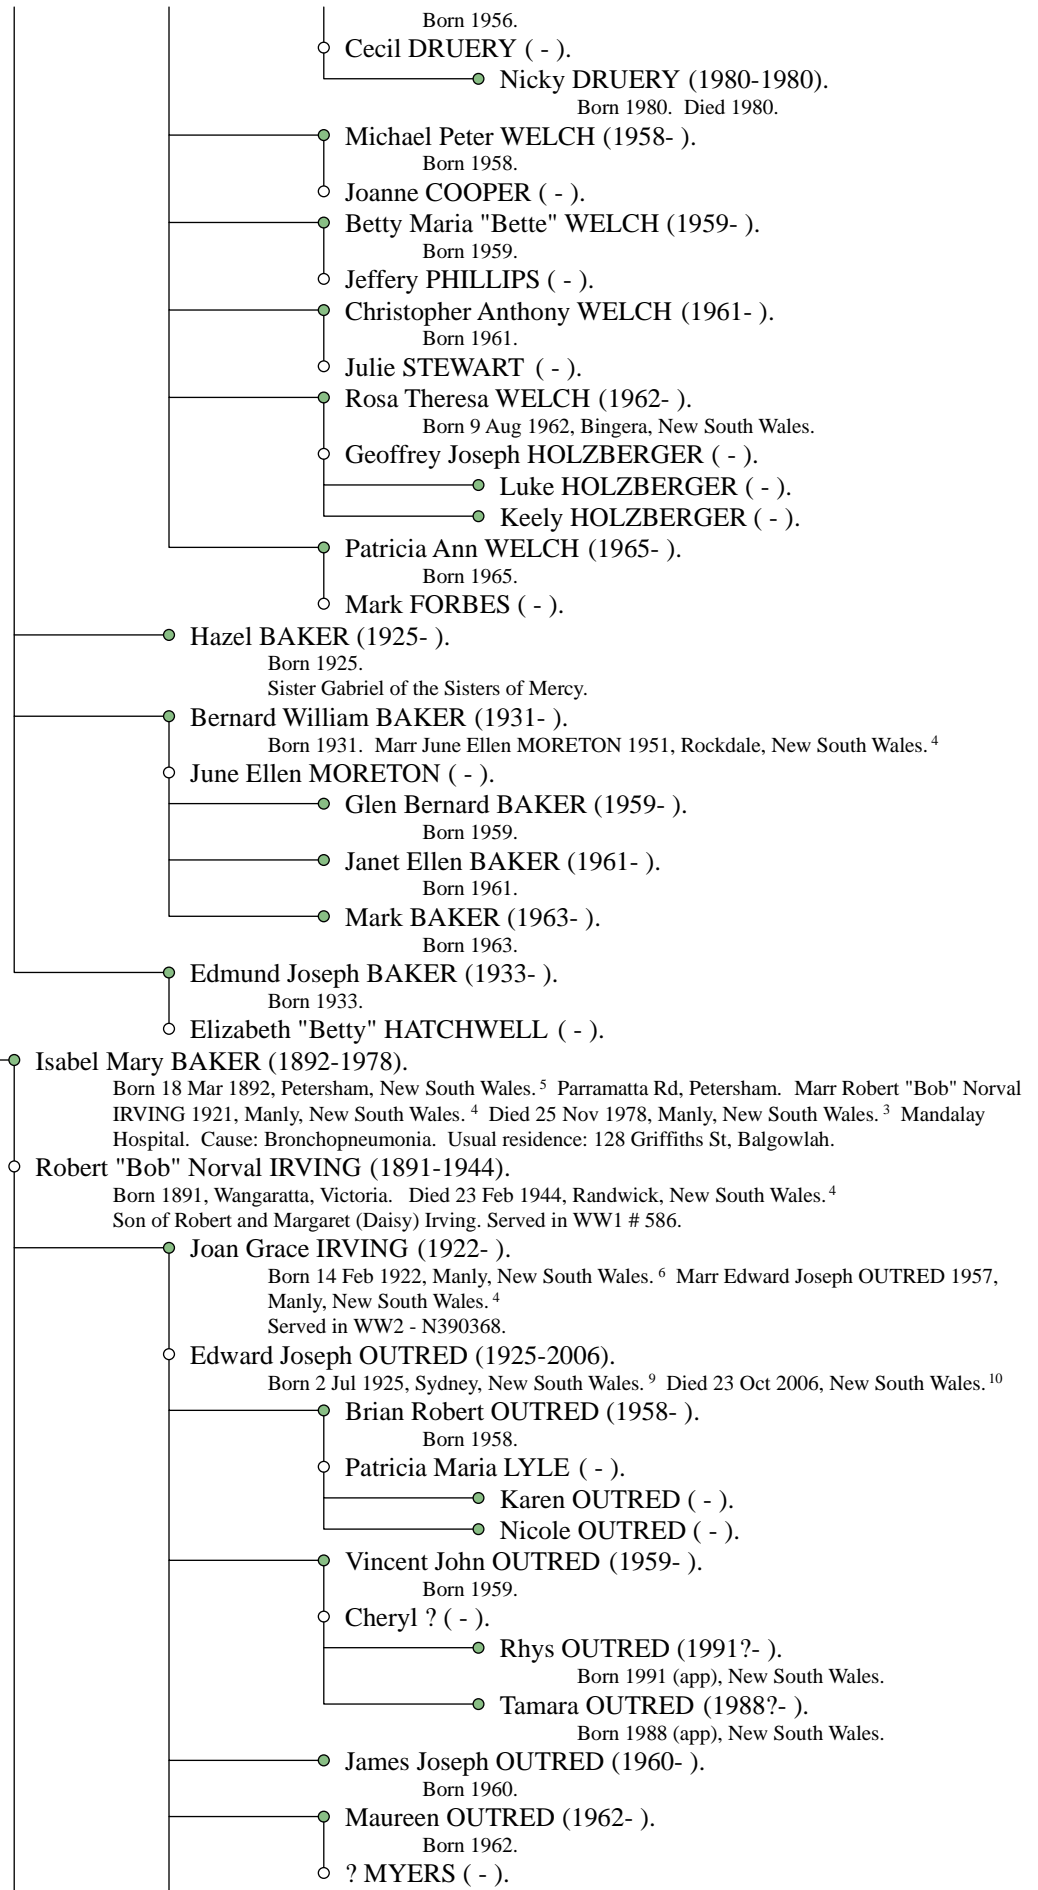 Born 1956.
Cecil DRUERY ( - ).
Nicky DRUERY (1980-1980).
Born 1980. Died 1980.
Michael Peter WELCH (1958- ).
Born 1958.
Joanne COOPER ( - ).
Betty Maria "Bette" WELCH (1959- ).
Born 1959.
Jeffery PHILLIPS ( - ).
Christopher Anthony WELCH (1961- ).
Born 1961.
Julie STEWART ( - ).
Rosa Theresa WELCH (1962- ).
Born 9 Aug 1962, Bingera, New South Wales.
Geoffrey Joseph HOLZBERGER ( - ).
Luke HOLZBERGER ( - ).
Keely HOLZBERGER ( - ).
Patricia Ann WELCH (1965- ).
Born 1965.
Mark FORBES ( - ).
Hazel BAKER (1925- ).
Born 1925.
Sister Gabriel of the Sisters of Mercy.
Bernard William BAKER (1931- ).
Born 1931. Marr June Ellen MORETON 1951, Rockdale, New South Wales. 4
June Ellen MORETON ( - ).
Glen Bernard BAKER (1959- ).
Born 1959.
Janet Ellen BAKER (1961- ).
Born 1961.
Mark BAKER (1963- ).
Born 1963.
Edmund Joseph BAKER (1933- ).
Born 1933.
Elizabeth "Betty" HATCHWELL ( - ).
Isabel Mary BAKER (1892-1978).
Born 18 Mar 1892, Petersham, New South Wales. 5 Parramatta Rd, Petersham. Marr Robert "Bob" Norval
IRVING 1921, Manly, New South Wales. 4 Died 25 Nov 1978, Manly, New South Wales. 3 Mandalay
Hospital. Cause: Bronchopneumonia. Usual residence: 128 Griffiths St, Balgowlah.
Robert "Bob" Norval IRVING (1891-1944).
Born 1891, Wangaratta, Victoria. Died 23 Feb 1944, Randwick, New South Wales. 4
Son of Robert and Margaret (Daisy) Irving. Served in WW1 # 586.
Joan Grace IRVING (1922- ).
Born 14 Feb 1922, Manly, New South Wales. 6 Marr Edward Joseph OUTRED 1957,
Manly, New South Wales. 4
Served in WW2 - N390368.
Edward Joseph OUTRED (1925-2006).
Born 2 Jul 1925, Sydney, New South Wales. 9 Died 23 Oct 2006, New South Wales. 10
Brian Robert OUTRED (1958- ).
Born 1958.
Patricia Maria LYLE ( - ).
Karen OUTRED ( - ).
Nicole OUTRED ( - ).
Vincent John OUTRED (1959- ).
Born 1959.
Cheryl ? ( - ).
Rhys OUTRED (1991?- ).
Born 1991 (app), New South Wales.
Tamara OUTRED (1988?- ).
Born 1988 (app), New South Wales.
James Joseph OUTRED (1960- ).
Born 1960.
Maureen OUTRED (1962- ).
Born 1962.
? MYERS ( - ).